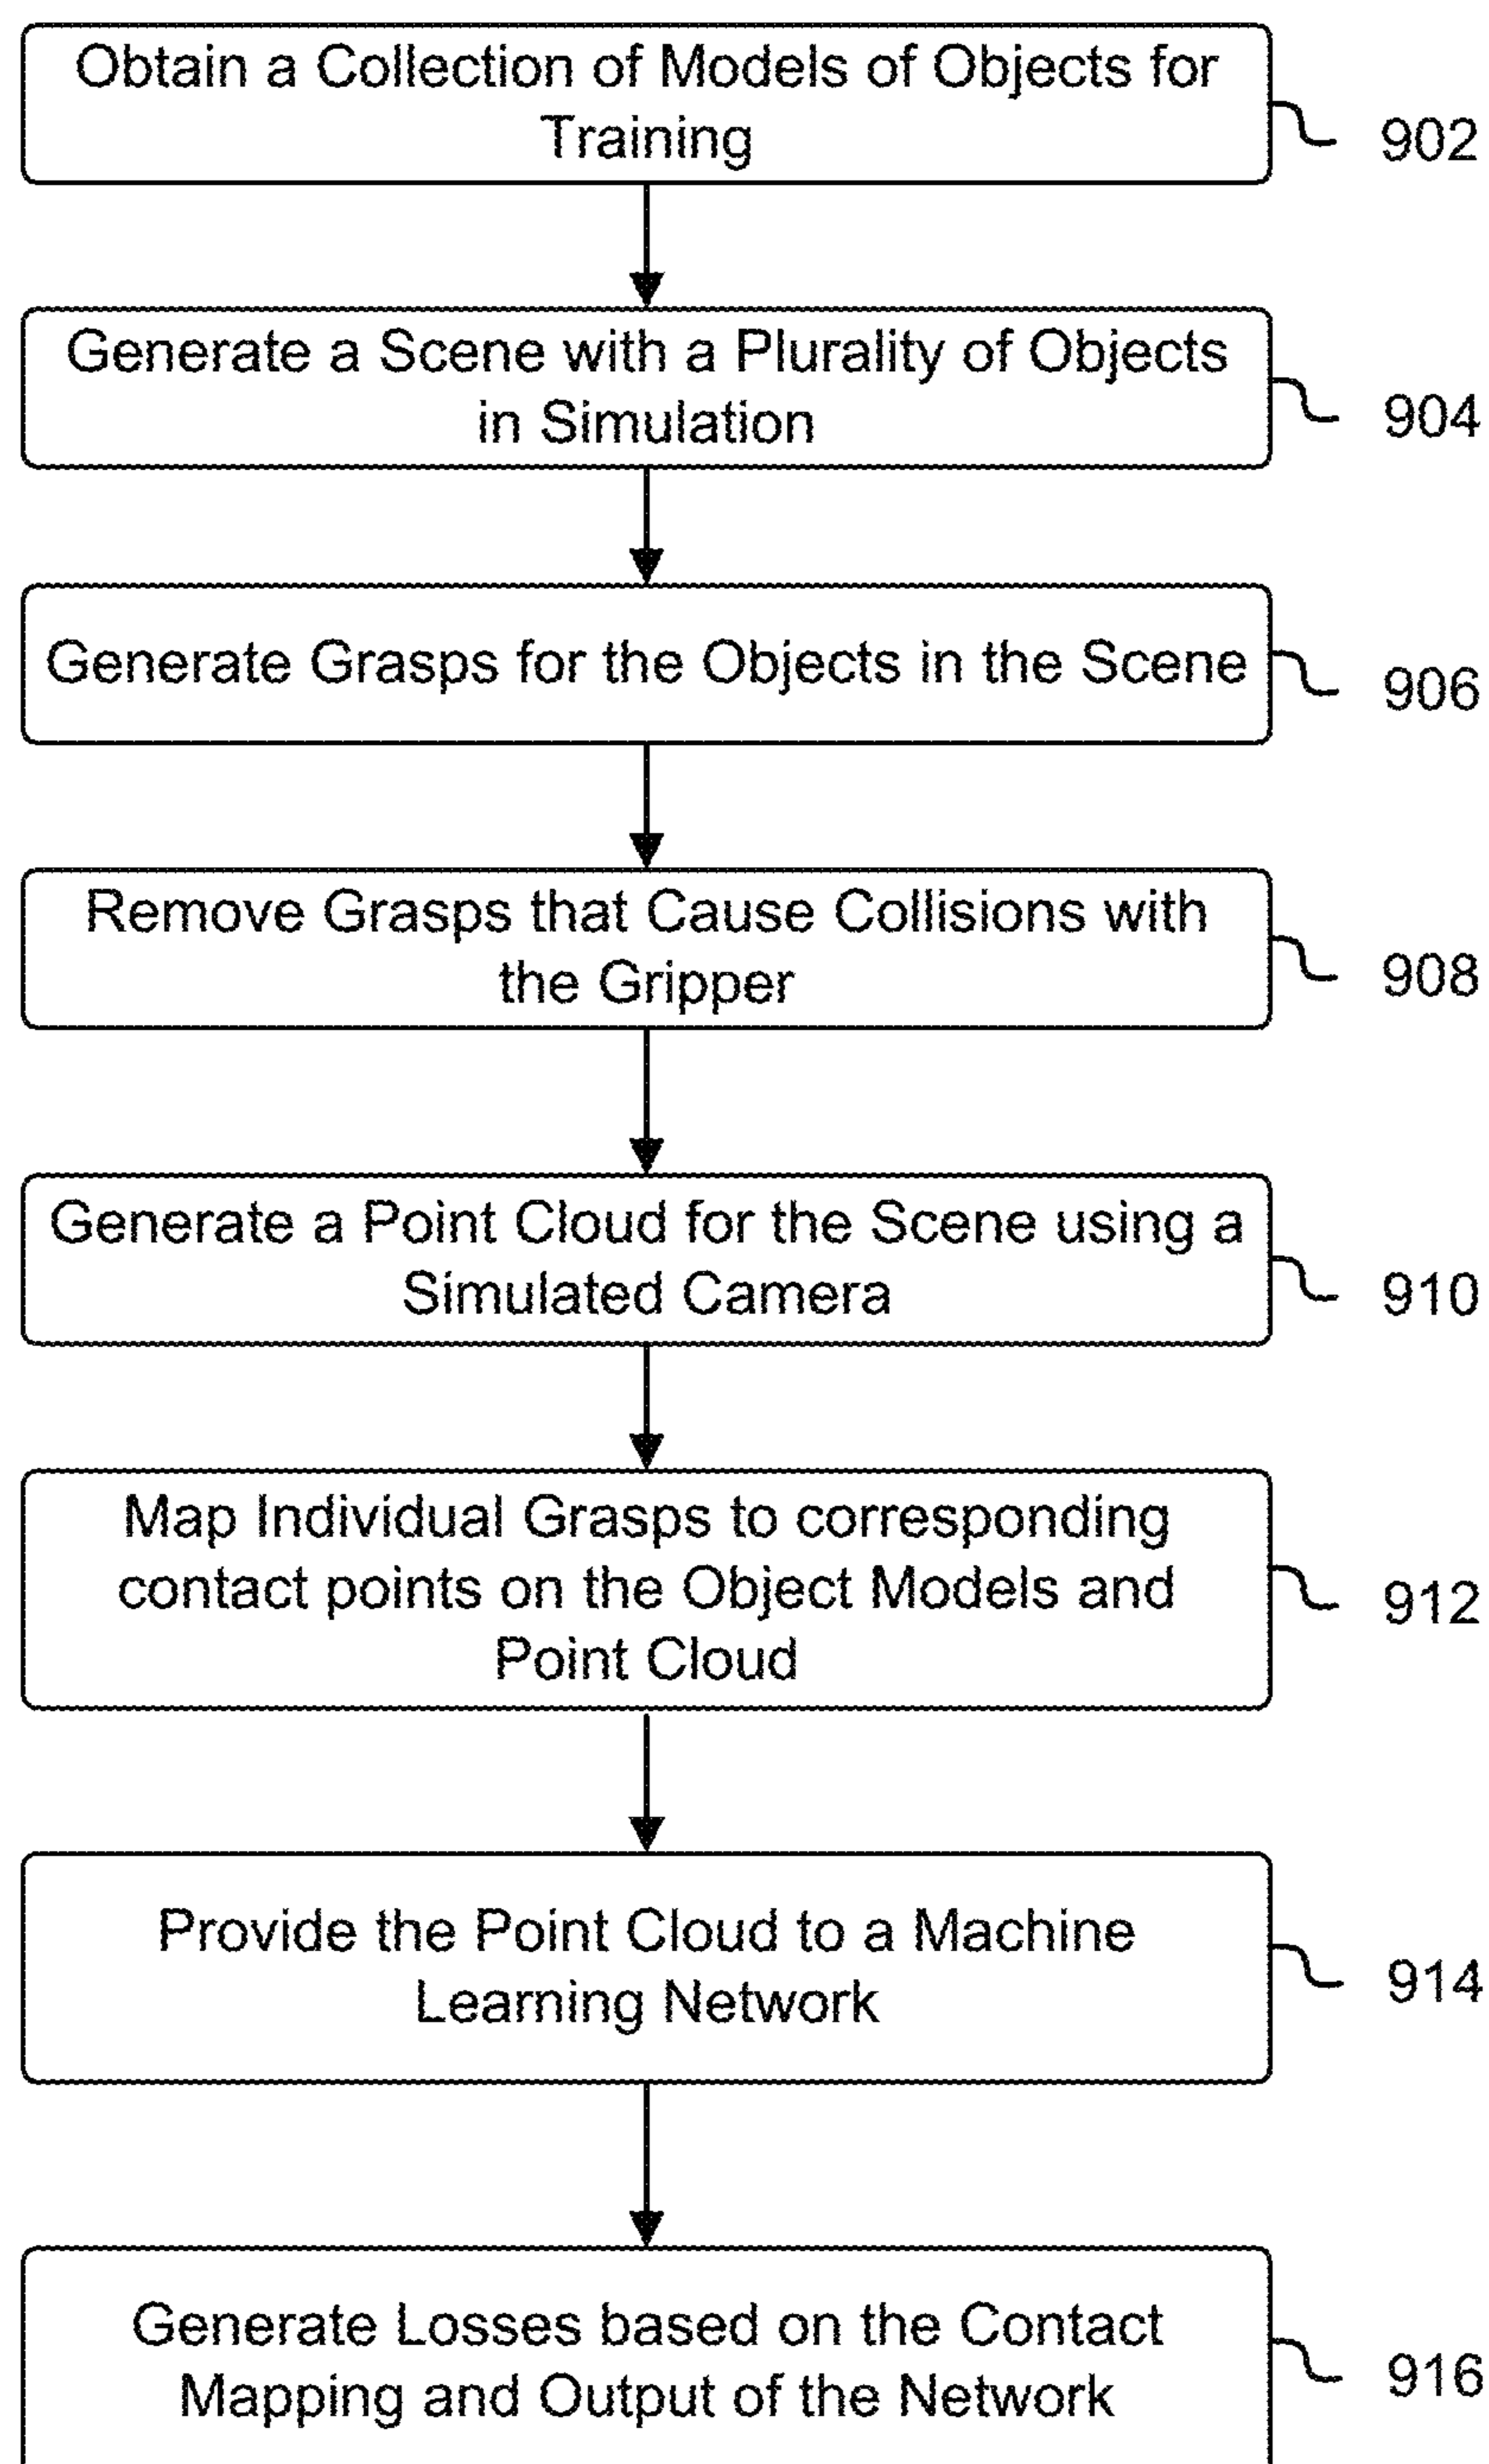 Obtain a Collection of Models of Objects for
Training
902
Generate a Scene with a Plurality of Objects
in Simulation
904
Generate Grasps for the Objects in the Scene
906
Remove Grasps that Cause Collisions with
the Gripper
908
Generate a Point Cloud for the Scene using a
Simulated Camera
910
Map Individual Grasps to corresponding
contact points on the Object Models and
Point Cloud
912
Provide the Point Cloud to a Machine
Learning Network
914
Generate Losses based on the Contact
Mapping and Output of the Network
916